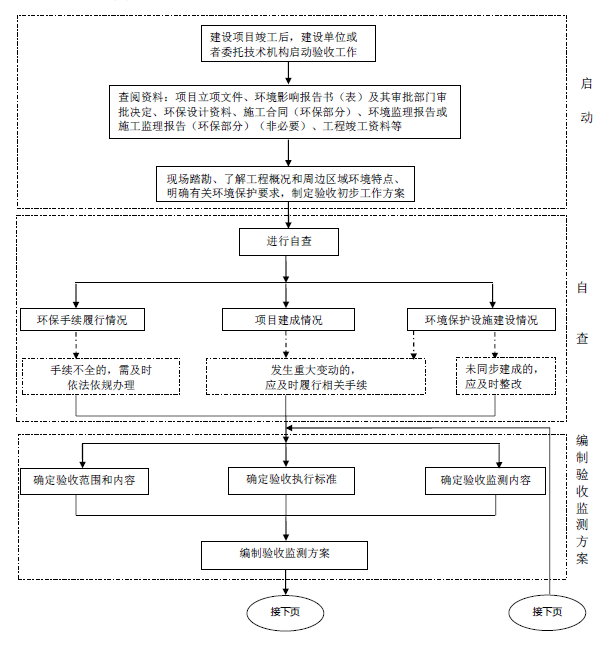 建设项目竣工后，建设单位或
者委托技术机构启动验收工作
查阅资料：项目立项文件、环境影响报告书（表）及其审批部门审
批决定、环保设计资料、施工合同（环保部分）、环境监理报告或
施工监理报告（环保部分）（非必要）、工程竣工资料等
现场踏勘、了解工程概况和周边区域环境特点、
明确有关环境保护要求，制定验收初步工作方案
启
动
进行自查
环保手续履行情况
项目建成情况
环境保护设施建设情况
手续不全的，需及时
依法依规办理
发生重大变动的，
应及时履行相关手续
未同步建成的，
应及时整改
自
查
确定验收范围和内容
确定验收执行标准
确定验收监测内容
编制验收监测方案
编
制
验
收
监
测
方
案
接下页
接下页